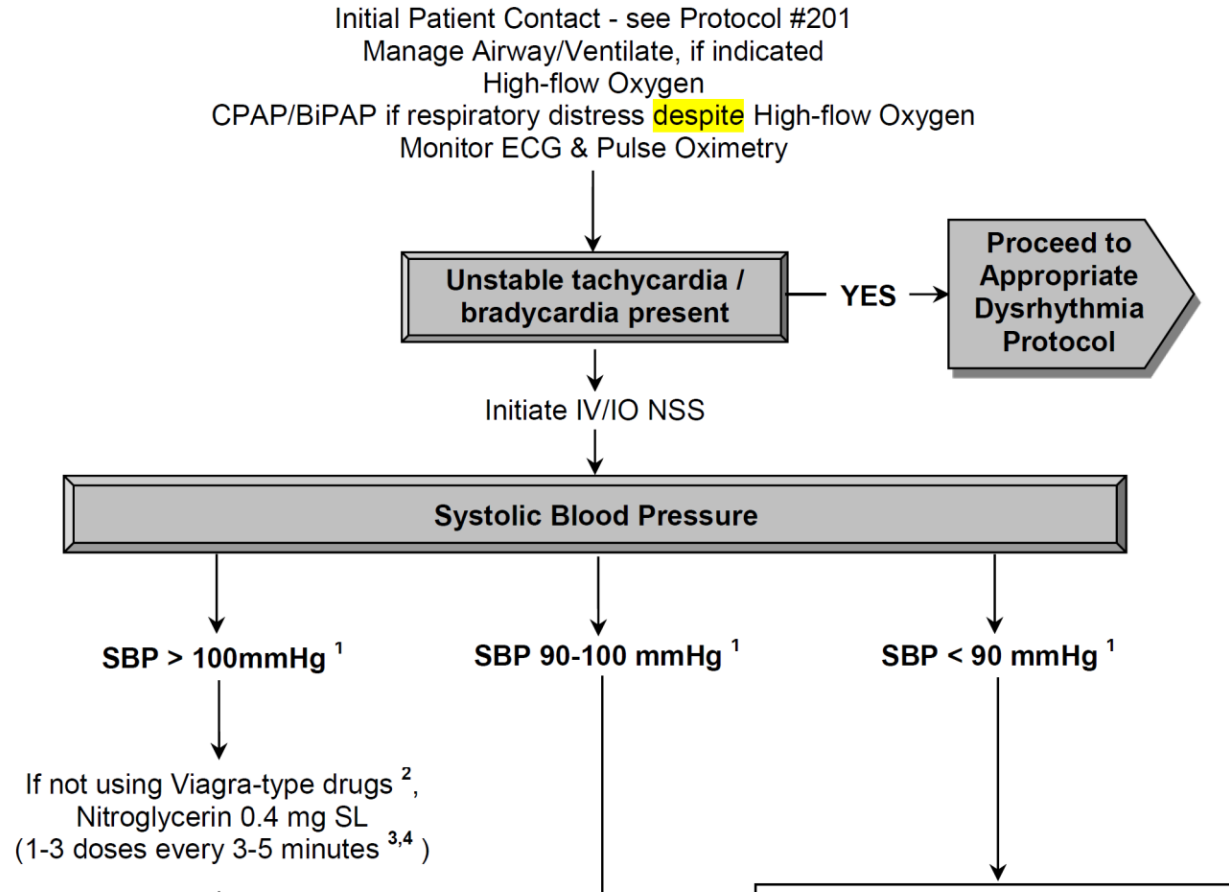 Initial Patient Contact - see Protocol #201
Manage Airway/Ventilate, if indicated
High-flow Oxygen
CPAP/BiPAP if respiratory distress despite High-flow Oxygen
Monitor ECG & Pulse Oximetry
Unstable tachycardia /
bradycardia present
YES
Proceed to
Appropriate
Dysrhythmia
Protocol
Initiate IV/IO NSS
Systolic Blood Pressure
SBP > 100mmHg ¹
SBP 90-100 mmHg ¹
SBP < 90 mmHg ¹
If not using Viagra-type drugs ²,
Nitroglycerin 0.4 mg SL
(1-3 doses every 3-5 minutes ³,⁴ )